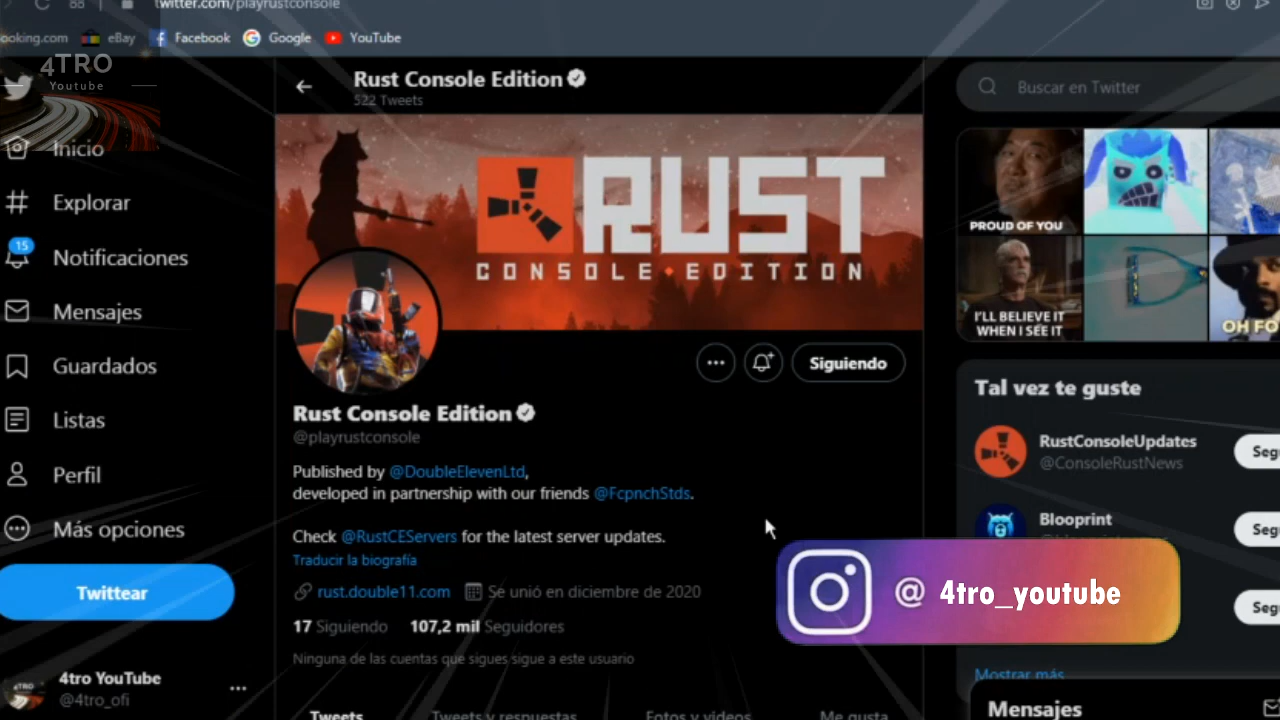 twitter.com/playrustconsole
ooking.com eBay Facebook Google YouTube
4TRO
Youtube
Inicio
Explorar
15
Notificaciones
Mensajes
Guardados
Listas
Perfil
Más opciones
Twittear
4tro YouTube
@4tro_ofi
Rust Console Edition
522 Tweets
RUST
CONSOLE EDITION
Siguiendo
Rust Console Edition
@playrustconsole
Published by @DoubleElevenLtd,
developed in partnership with our friends @FcpnchStds.
Check @RustCEServers for the latest server updates.
Traducir la biografía
rust.double11.com Se unió en diciembre de 2020
17 Siguiendo 107,2 mil Seguidores
Ninguna de las cuentas que sigues sigue a este usuario
Tweets Tweets y respuestas Fotos y vídeos Me gusta
Buscar en Twitter
PROUD OF YOU
I'LL BELIEVE IT
WHEN I SEE IT
OH FO
Tal vez te guste
RustConsoleUpdates
@ConsoleRustNews
Seg
Blooprint
Seg
@ 4tro_youtube
Seg
Mostrar más
Mensajes